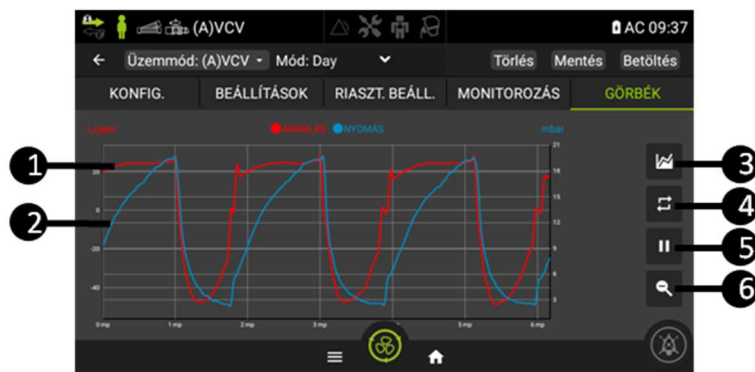 (A)VCV AC 09:37
Üzemmód: (A)VCV Mód: Day Törlés Mentés Betöltés
KONFIG. BEÁLLÍTÁSOK RIASZT. BEÁLL. MONITOROZÁS GÖRBÉK
L/perc ÁRAMLÁS NYOMÁS mbar
21
1 20 18 3
15
2 0 12 4
-20 9 5
6
-40 3 6
0 mp 1 mp 2 mp 3 mp 5 mp 6 mp